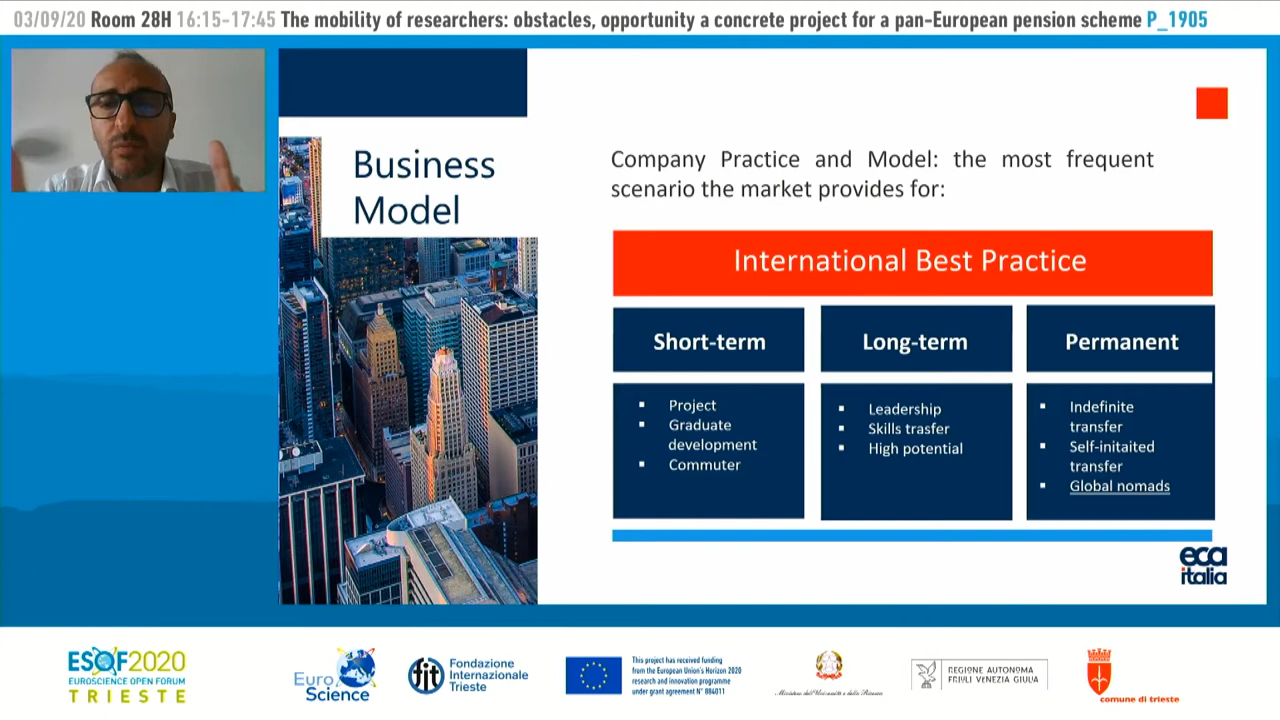 03/09/20 Room 28H 16:15-17:45 The mobility of researchers: obstacles, opportunity a concrete project for a pan-European pension scheme P_1905
Business
Model
Company Practice and Model: the most frequent
scenario the market provides for:
International Best Practice
Short-term
Long-term
Permanent
Project
Graduate
development
Commuter
Leadership
Skills trasfer
High potential
Indefinite
transfer
Self-initaited
transfer
Global nomads
eca
italia
ESOF2020
EUROSCIENCE OPEN FORUM
TRIESTE
Euro
Science
fit
Fondazione
Internazionale
Trieste
This project has received funding
from the European Union's Horizon 2020
research and innovation programme
under grant agreement N° 884011
Ministero dell'Università e della Ricerca
REGIONE AUTONOMA
FRIULI VENEZIA GIULIA
comune di trieste